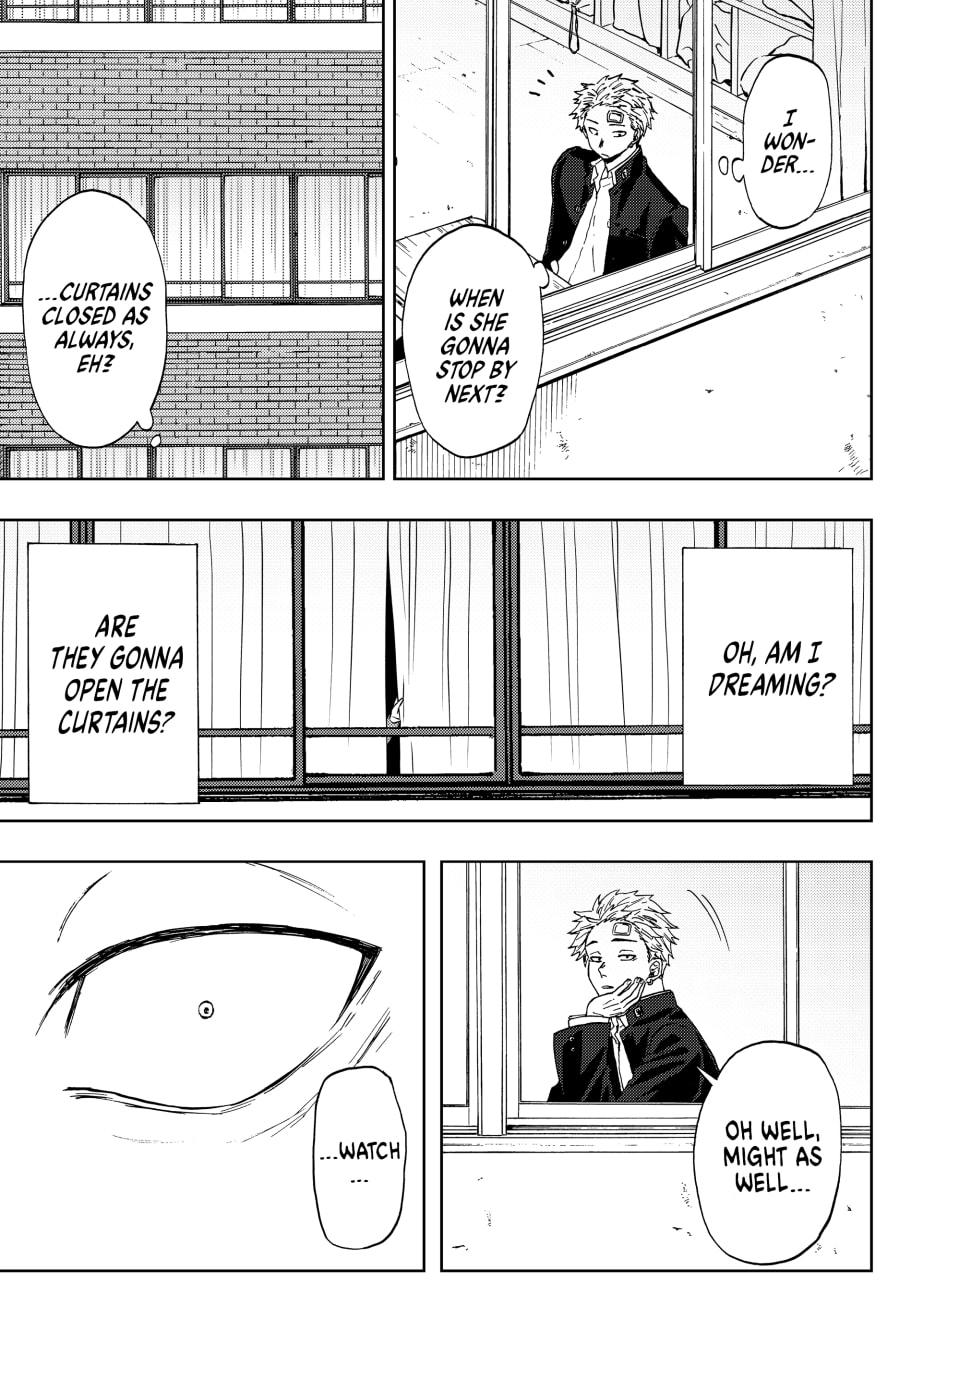 I
WON-
DER...
WHEN
IS SHE
GONNA
STOP BY
NEXT?
...CURTAINS
CLOSED AS
ALWAYS,
EH?
OH, AM I
DREAMING?
ARE
THEY GONNA
OPEN THE
CURTAINS?
OH WELL,
MIGHT AS
WELL...
...WATCH
...